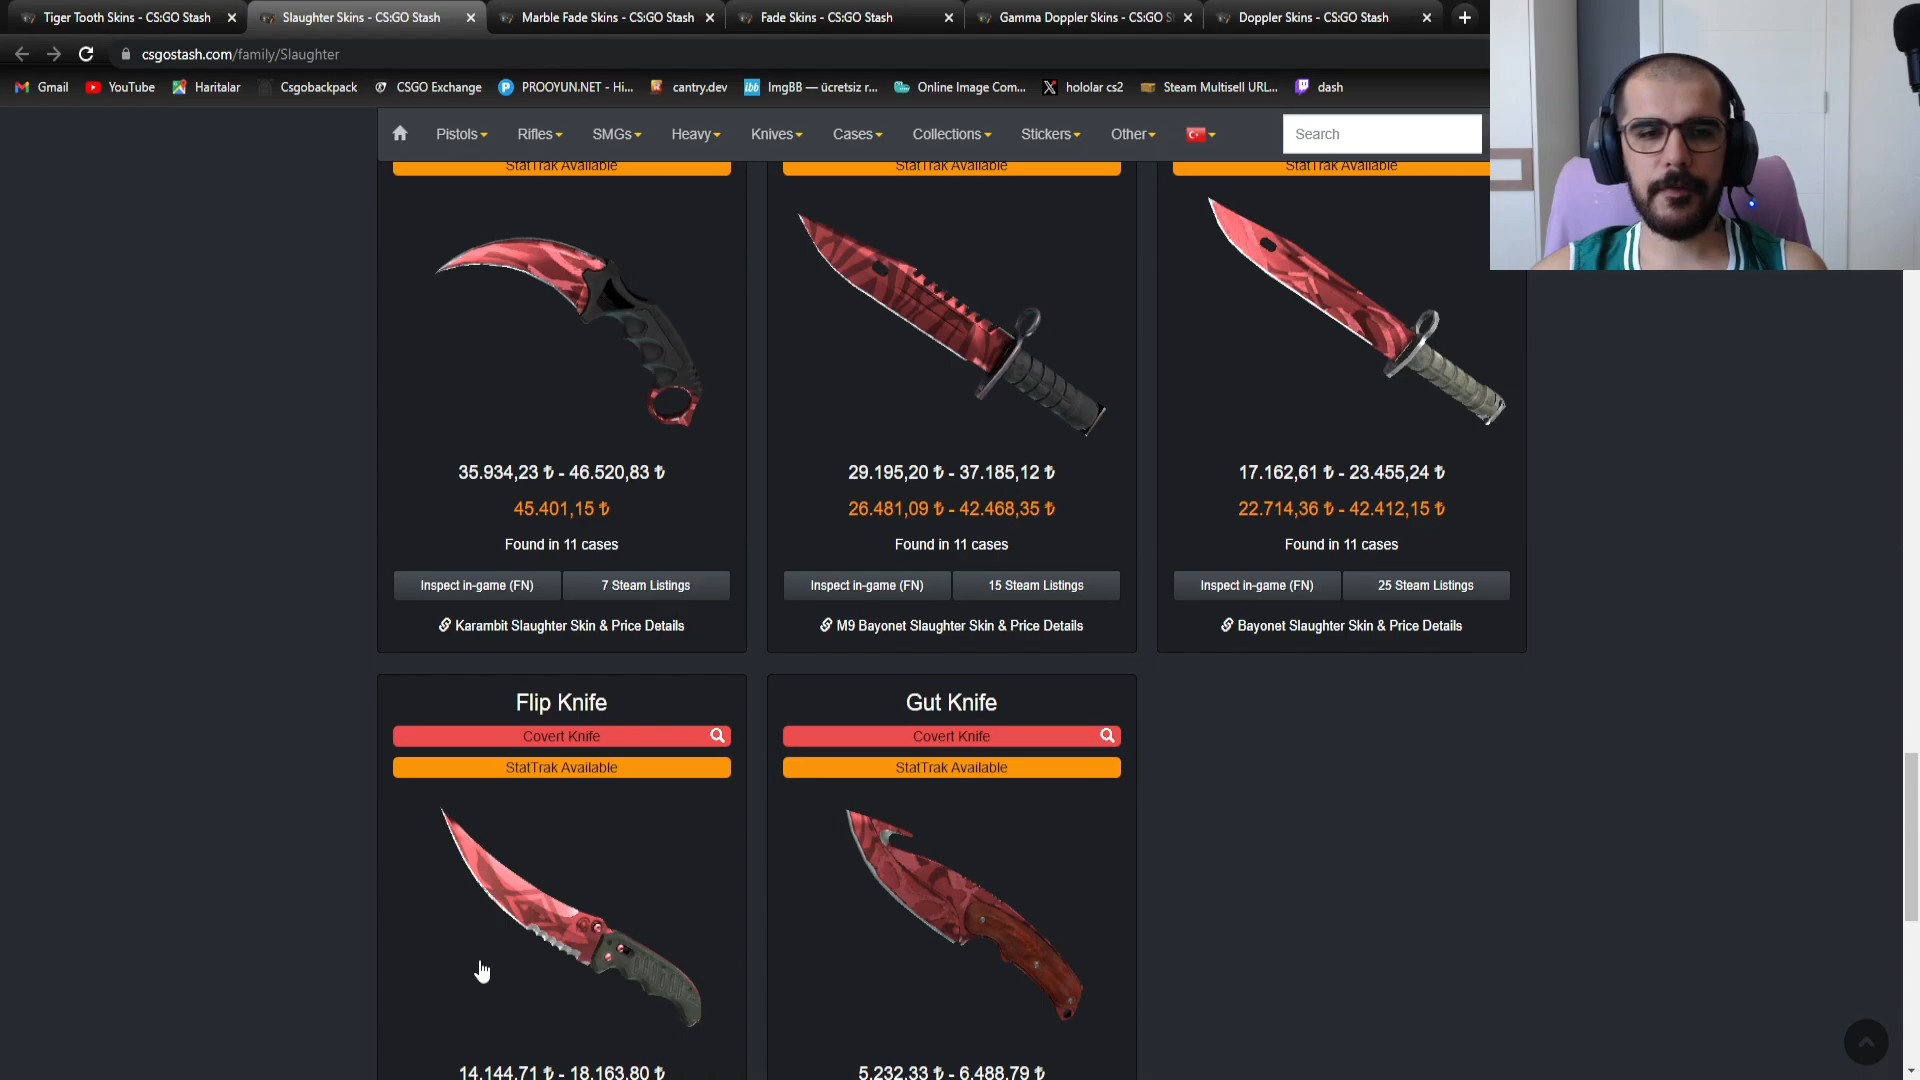 Tiger Tooth Skins - CS:GO Stash
Slaughter Skins - CS:GO Stash
Marble Fade Skins - CS:GO Stash
Fade Skins - CS:GO Stash
Gamma Doppler Skins - CS:GO S
Doppler Skins - CS:GO Stash
csgostash.com/family/Slaughter
Gmail
YouTube
Haritalar
Csgobackpack
CSGO Exchange
PROOYUN.NET - Hi...
cantry.dev
ibb
ImgBB — ücretsiz r...
Online Image Com...
hololar cs2
Steam Multisell URL...
dash
Pistols
Rifles
SMGs
Heavy
Knives
Cases
Collections
Stickers
Other
Search
StatTrak Available
StatTrak Available
StatTrak Available
35.934,23 ₺ - 46.520,83 ₺
45.401,15 ₺
Found in 11 cases
Inspect in-game (FN)
7 Steam Listings
Karambit Slaughter Skin & Price Details
29.195,20 ₺ - 37.185,12 ₺
26.481,09 ₺ - 42.468,35 ₺
Found in 11 cases
Inspect in-game (FN)
15 Steam Listings
M9 Bayonet Slaughter Skin & Price Details
17.162,61 ₺ - 23.455,24 ₺
22.714,36 ₺ - 42.412,15 ₺
Found in 11 cases
Inspect in-game (FN)
25 Steam Listings
Bayonet Slaughter Skin & Price Details
Flip Knife
Covert Knife
StatTrak Available
14.144,71 ₺ - 18.163,80 ₺
Gut Knife
Covert Knife
StatTrak Available
5.232,33 ₺ - 6.488,79 ₺